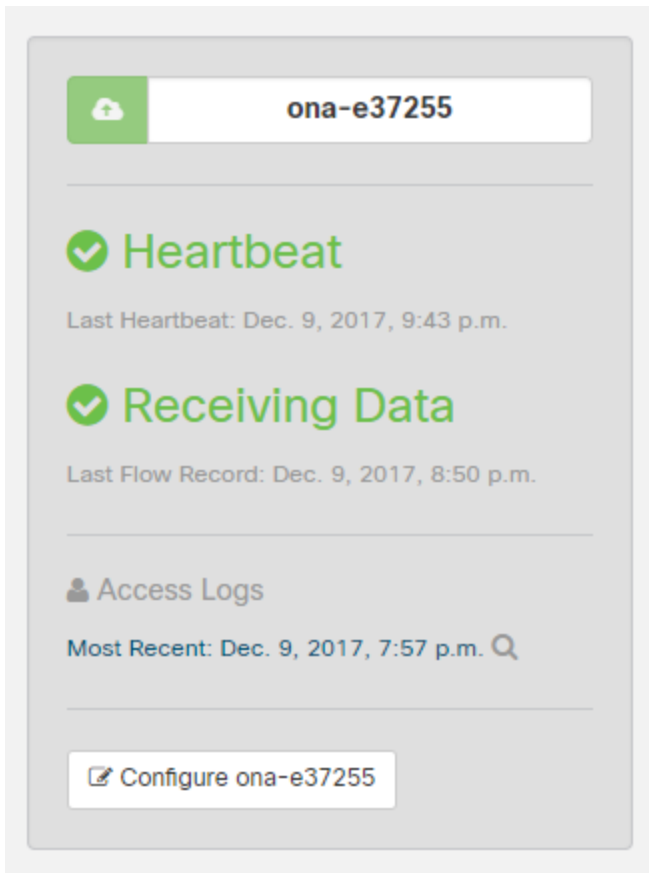 ona-e37255
Heartbeat
Last Heartbeat: Dec. 9, 2017, 9:43 p.m.
Receiving Data
Last Flow Record: Dec. 9, 2017, 8:50 p.m.
Access Logs
Most Recent: Dec. 9, 2017, 7:57 p.m.
Configure ona-e37255